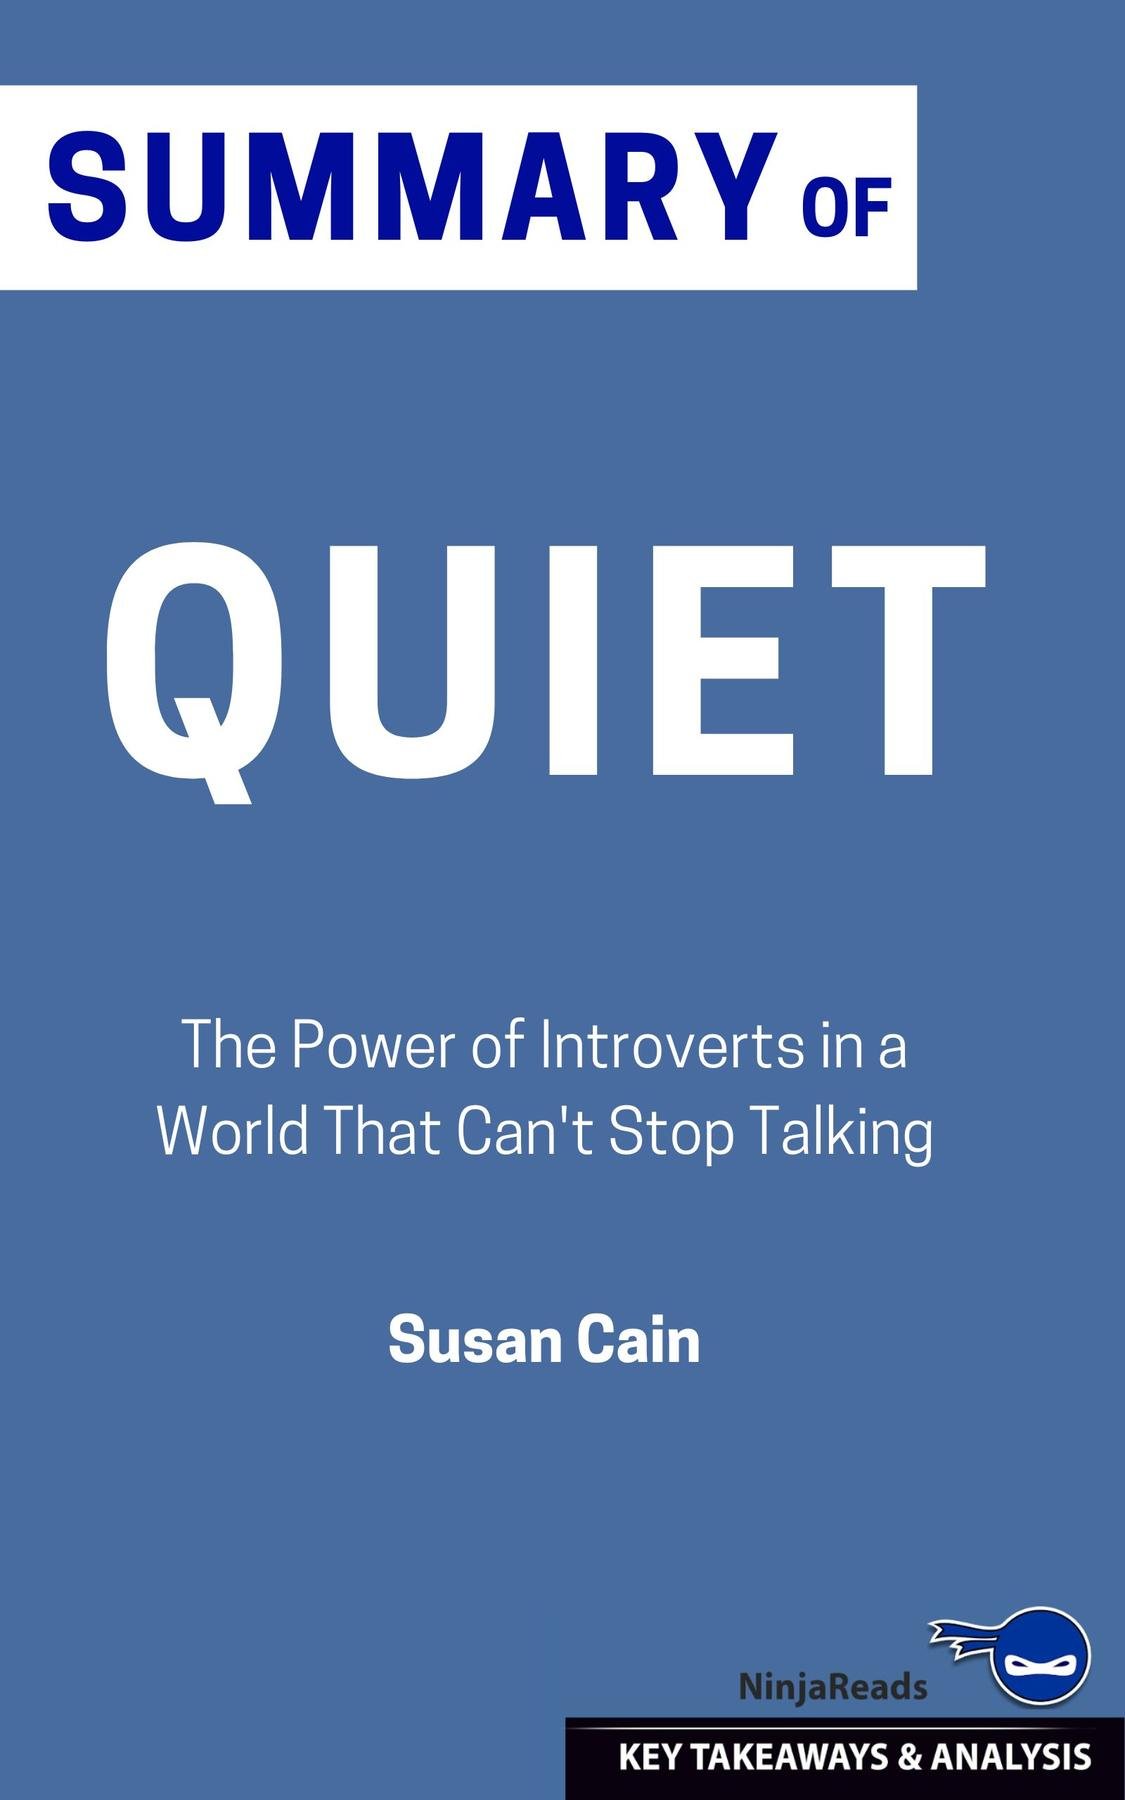 SUMMARY OF
QUIET
The Power of Introverts in a
World That Can't Stop Talking
Susan Cain
NinjaReads
KEY TAKEAWAYS & ANALYSIS